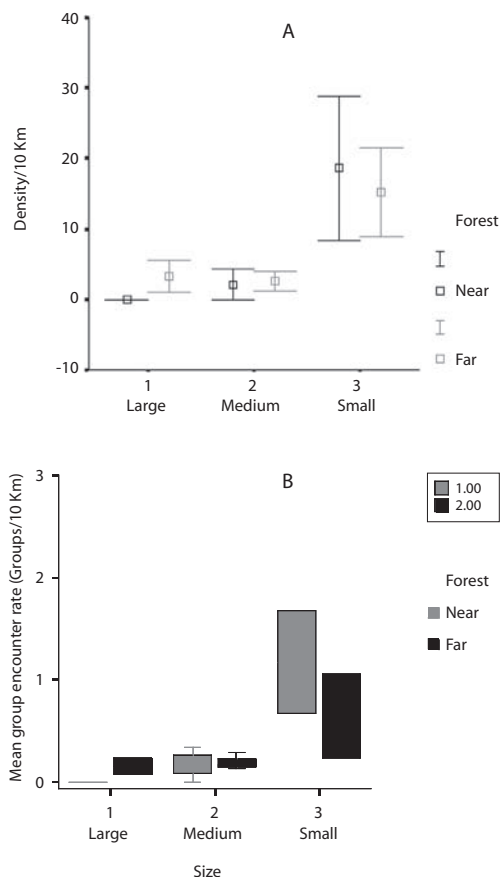 A
40
30
20
10
0
-10
Density/10 Km
1
Large
2
Medium
3
Small
Forest
Near
Far
B
3
2
1
0
Mean group encounter rate (Groups/10 Km)
1
Large
2
Medium
3
Small
Size
1.00
2.00
Forest
Near
Far